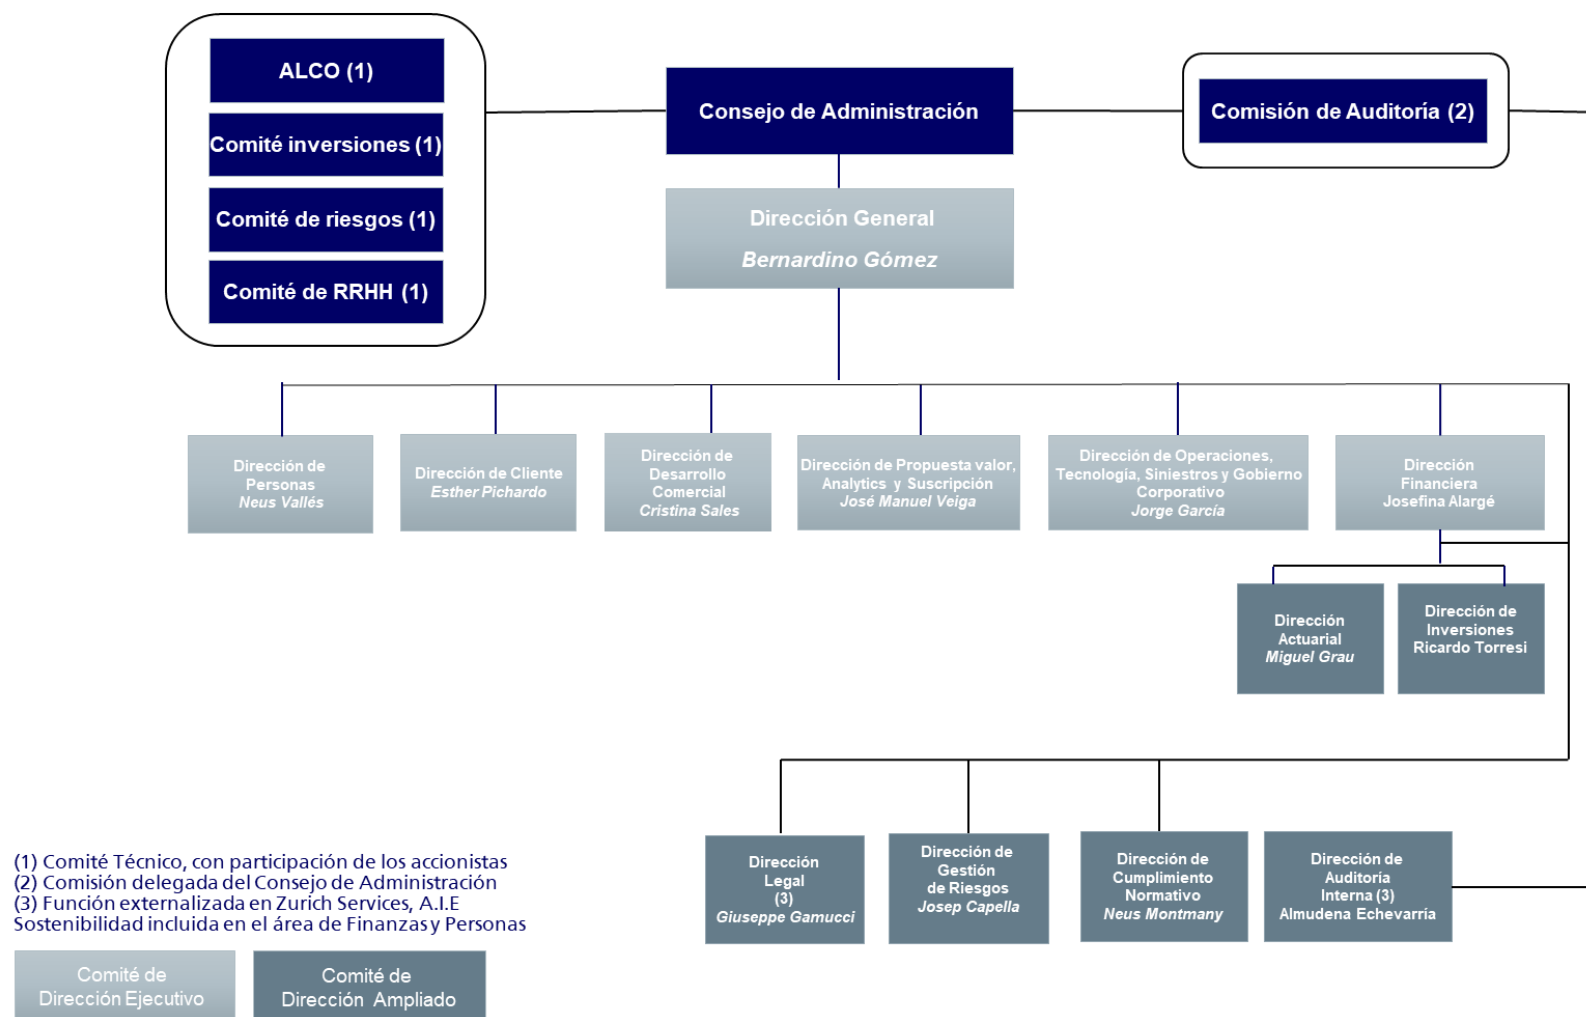 ALCO (1)
Comité inversiones (1)
Comité de riesgos (1)
Comité de RRHH (1)
Consejo de Administración
Comisión de Auditoría (2)
Dirección General
Bernardino Gómez
Dirección de
Personas
Neus Vallés
Dirección de Cliente
Esther Pichardo
Dirección de
Desarrollo
Comercial
Cristina Sales
Dirección de Propuesta valor,
Analytics y Suscripción
José Manuel Veiga
Dirección de Operaciones,
Tecnología, Siniestros y Gobierno
Corporativo
Jorge García
Dirección
Financiera
Josefina Alargé
Dirección
Actuarial
Miguel Grau
Dirección de
Inversiones
Ricardo Torresi
Dirección
Legal
(3)
Giuseppe Gamucci
Dirección de
Gestión
de Riesgos
Josep Capella
Dirección de
Cumplimiento
Normativo
Neus Montmany
Dirección de
Auditoría
Interna (3)
Almudena Echevarría
(1) Comité Técnico, con participación de los accionistas
(2) Comisión delegada del Consejo de Administración
(3) Función externalizada en Zurich Services, A.I.E
Sostenibilidad incluida en el área de Finanzas y Personas
Comité de
Dirección Ejecutivo
Comité de
Dirección Ampliado